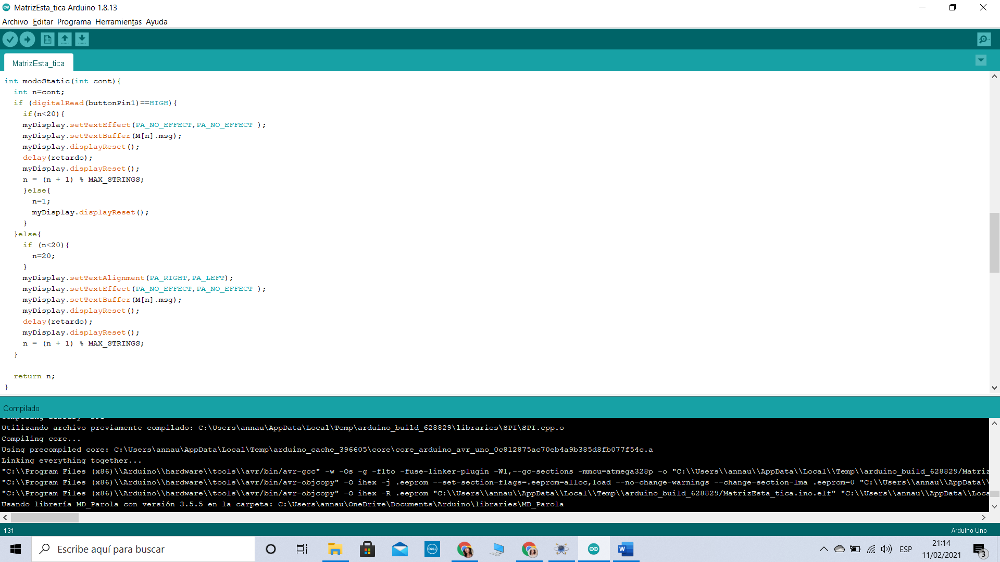 MatrizEsta_tica Arduino 1.8.13
Archivo Editar Programa Herramientas Ayuda
MatrizEsta_tica
int modoStatic(int cont){
int n=cont;
if (digitalRead(buttonPin1)==HIGH){
if(n<20){
myDisplay.setTextEffect(PA_NO_EFFECT,PA_NO_EFFECT );
myDisplay.setTextBuffer(M[n].msg);
myDisplay.displayReset();
delay(retardo);
myDisplay.displayReset();
n = (n + 1) % MAX_STRINGS;
}else{
n=1;
myDisplay.displayReset();
}
}else{
if (n<20){
n=20;
}
myDisplay.setTextAlignment(PA_RIGHT,PA_LEFT);
myDisplay.setTextEffect(PA_NO_EFFECT,PA_NO_EFFECT );
myDisplay.setTextBuffer(M[n].msg);
myDisplay.displayReset();
delay(retardo);
myDisplay.displayReset();
n = (n + 1) % MAX_STRINGS;
}
return n;
}
Compilado
Compiling library "SPI"
Utilizando archivo previamente compilado: C:\Users\annau\AppData\Local\Temp\arduino_build_628829\libraries\SPI\SPI.cpp.o
Compiling core...
Using precompiled core: C:\Users\annau\AppData\Local\Temp\arduino_cache_396605\core\core_arduino_avr_uno_0c812875ac70eb4a9b385d8fb077f54c.a
Linking everything together...
"C:\\Program Files (x86)\\Arduino\\hardware\\tools\\avr/bin/avr-gcc" -w -Os -g -flto -fuse-linker-plugin -Wl,--gc-sections -mmcu=atmega328p -o "C:\\Users\\annau\\AppData\\Local\\Temp\\arduino_build_628829/Matriz
"C:\\Program Files (x86)\\Arduino\\hardware\\tools\\avr/bin/avr-objcopy" -O ihex -j .eeprom --set-section-flags=.eeprom=alloc,load --no-change-warnings --change-section-lma .eeprom=0 "C:\\Users\\annau\\AppData\\
"C:\\Program Files (x86)\\Arduino\\hardware\\tools\\avr/bin/avr-objcopy" -O ihex -R .eeprom "C:\\Users\\annau\\AppData\\Local\\Temp\\arduino_build_628829/MatrizEsta_tica.ino.elf" "C:\\Users\\annau\\AppData\\Loca
Usando librería MD_Parola con versión 3.5.5 en la carpeta: C:\Users\annau\OneDrive\Documents\Arduino\libraries\MD_Parola
131
Arduino Uno
Escribe aquí para buscar
DELL
W
ESP
21:14
11/02/2021
3